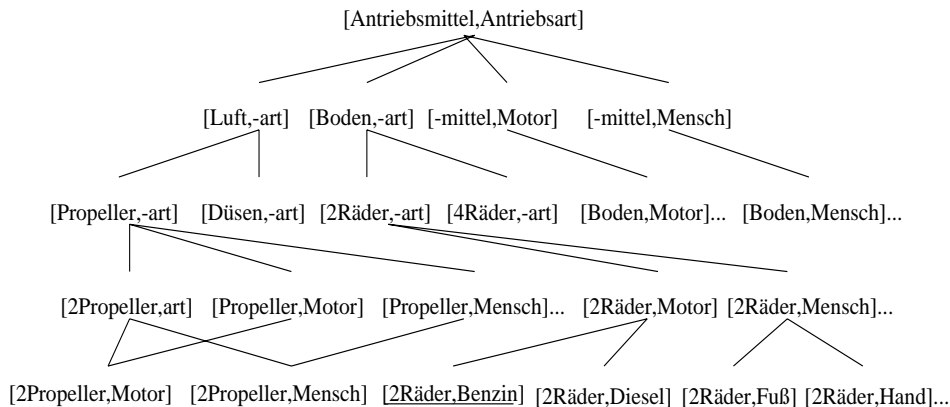 [Antriebsmittel,Antriebsart]
[Luft,-art] [Boden,-art] [-mittel,Motor] [-mittel,Mensch]
[Propeller,-art] [Düsen,-art] [2Räder,-art] [4Räder,-art] [Boden,Motor]... [Boden,Mensch]...
[2Propeller,art] [Propeller,Motor] [Propeller,Mensch]... [2Räder,Motor] [2Räder,Mensch]...
[2Propeller,Motor] [2Propeller,Mensch] [2Räder,Benzin] [2Räder,Diesel] [2Räder,Fuß] [2Räder,Hand]...